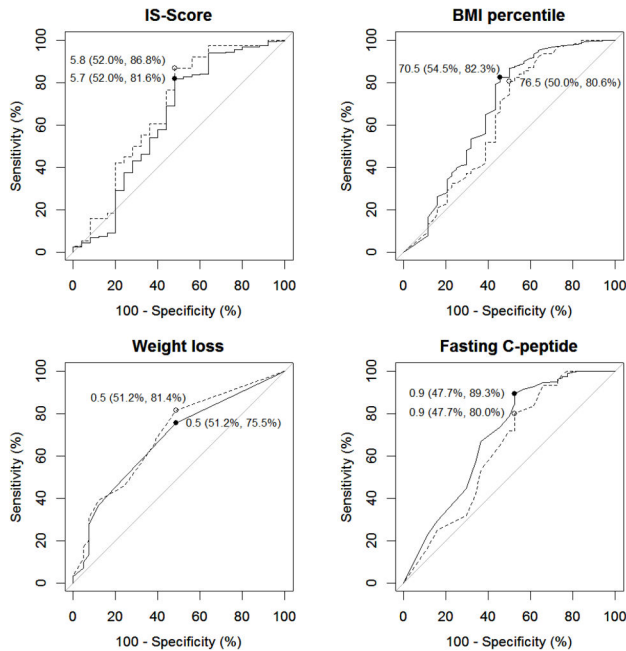 IS-Score
Sensitivity (%)
0 20 40 60 80 100
5.8 (52.0%, 86.8%)
5.7 (52.0%, 81.6%)
0 20 40 60 80 100
100 - Specificity (%)
BMI percentile
Sensitivity (%)
0 20 40 60 80 100
70.5 (54.5%, 82.3%)
76.5 (50.0%, 80.6%)
0 20 40 60 80 100
100 - Specificity (%)
Weight loss
Sensitivity (%)
0 20 40 60 80 100
0.5 (51.2%, 81.4%)
0.5 (51.2%, 75.5%)
0 20 40 60 80 100
100 - Specificity (%)
Fasting C-peptide
Sensitivity (%)
0 20 40 60 80 100
0.9 (47.7%, 89.3%)
0.9 (47.7%, 80.0%)
0 20 40 60 80 100
100 - Specificity (%)